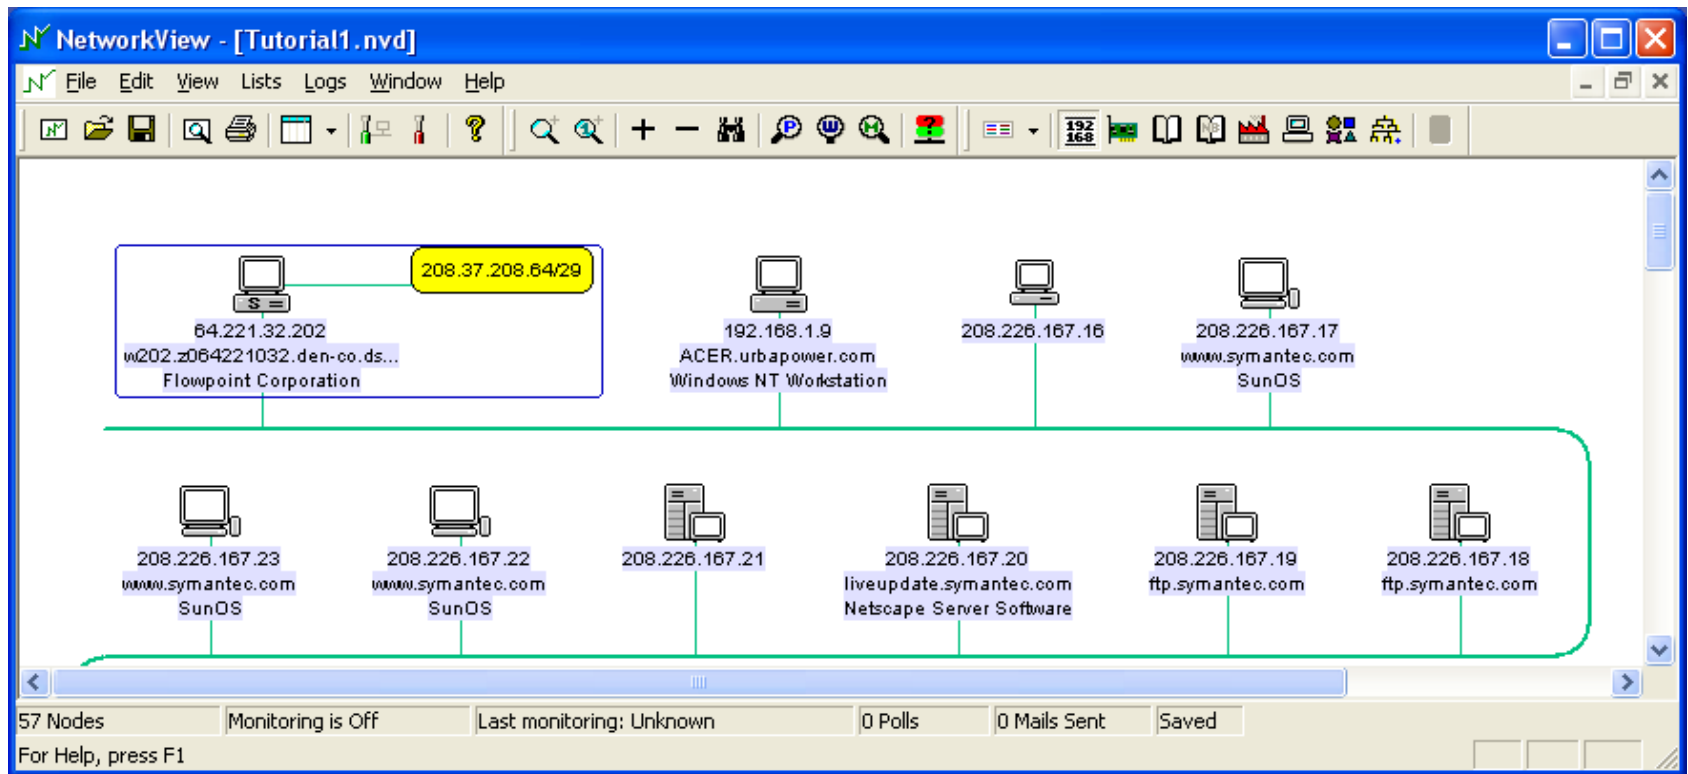 NetworkView - [Tutorial1.nvd]
File Edit View Lists Logs Window Help
192
168
208.37.208.64/29
S
64.221.32.202
w202.z064221032.den-co.ds...
Flowpoint Corporation
192.168.1.9
ACER.urbapower.com
Windows NT Workstation
208.226.167.16
208.226.167.17
www.symantec.com
SunOS
208.226.167.23
www.symantec.com
SunOS
208.226.167.22
www.symantec.com
SunOS
208.226.167.21
208.226.167.20
liveupdate.symantec.com
Netscape Server Software
208.226.167.19
ftp.symantec.com
208.226.167.18
ftp.symantec.com
57 Nodes Monitoring is Off Last monitoring: Unknown 0 Polls 0 Mails Sent Saved
For Help, press F1